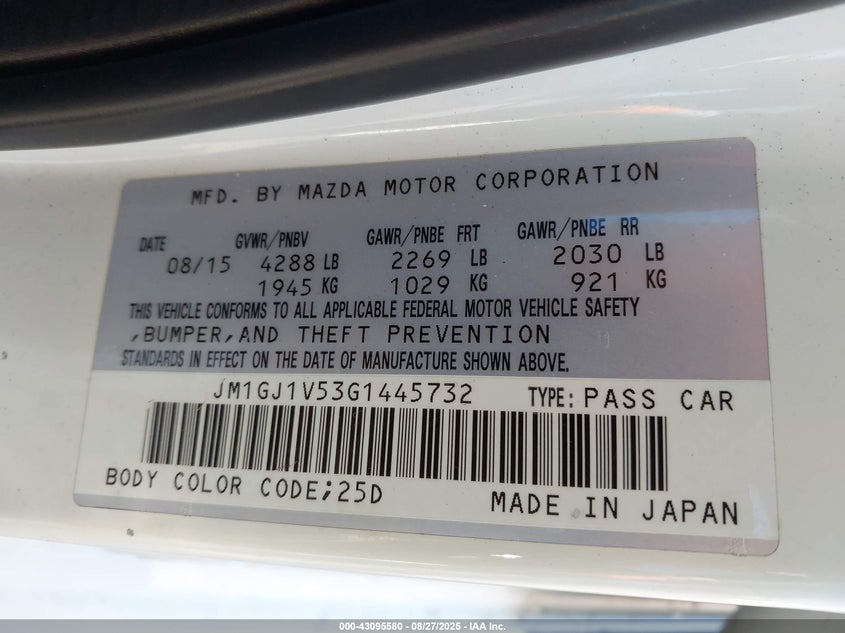 MFD. BY MAZDA MOTOR CORPORATION
DATE GVWR/PNBV GAWR/PNBE FRT GAWR/PNBE RR
08/15 4288 LB 2269 LB 2030 LB
1945 KG 1029 KG 921 KG
THIS VEHICLE CONFORMS TO ALL APPLICABLE FEDERAL MOTOR VEHICLE SAFETY
,BUMPER,AND THEFT PREVENTION
STANDARDS IN EFFECT ON THE DATE OF MANUFACTURE SHOWN ABOVE.
JM1GJ1V53G1445732 TYPE: PASS CAR
BODY COLOR CODE;25D
MADE IN JAPAN
000-43095580 - 08/27/2025 - IAA Inc.